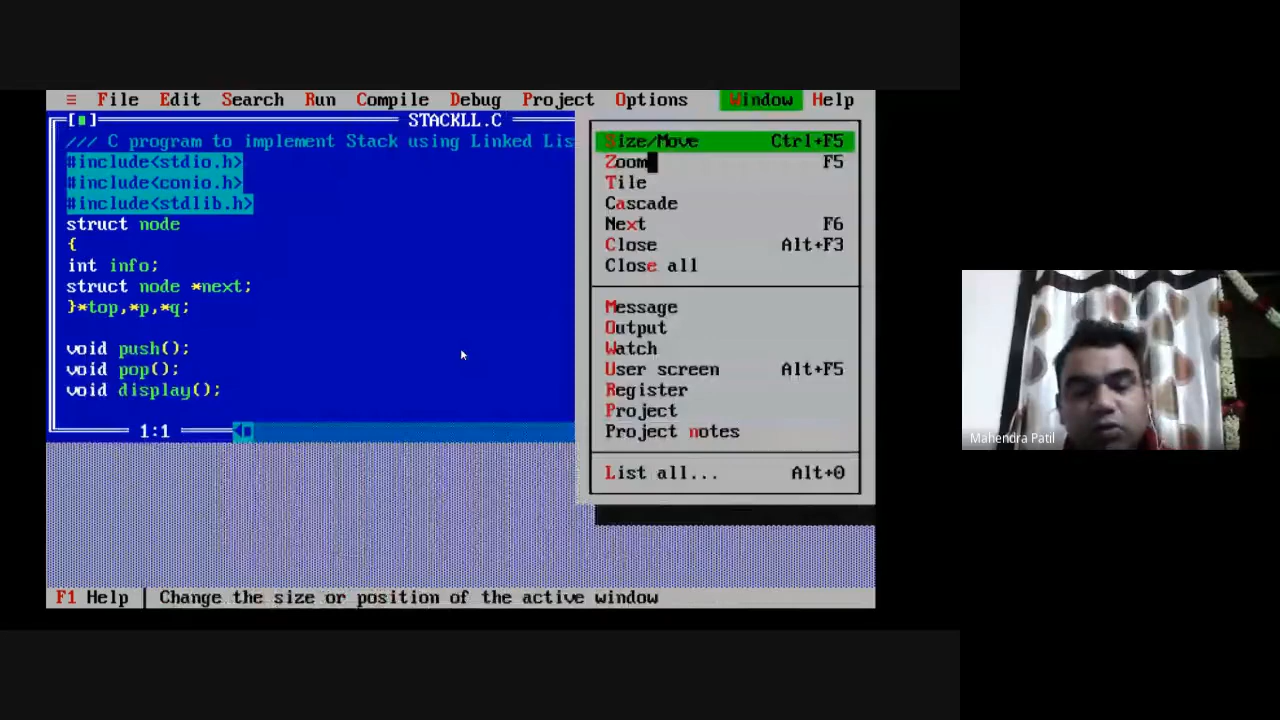 ≡ File Edit Search Run Compile Debug Project Options Window Help
[■] STACKLL.C
/// C program to implement Stack using Linked Lis
#include<stdio.h>
#include<conio.h>
#include<stdlib.h>
struct node
{
int info;
struct node *next;
}*top,*p,*q;
void push();
void pop();
void display();
1:1
Size/Move Ctrl+F5
Zoom F5
Tile
Cascade
Next F6
Close Alt+F3
Close all
Message
Output
Watch
User screen Alt+F5
Register
Project
Project notes
List all... Alt+0
F1 Help | Change the size or position of the active window
Mahendra Patil